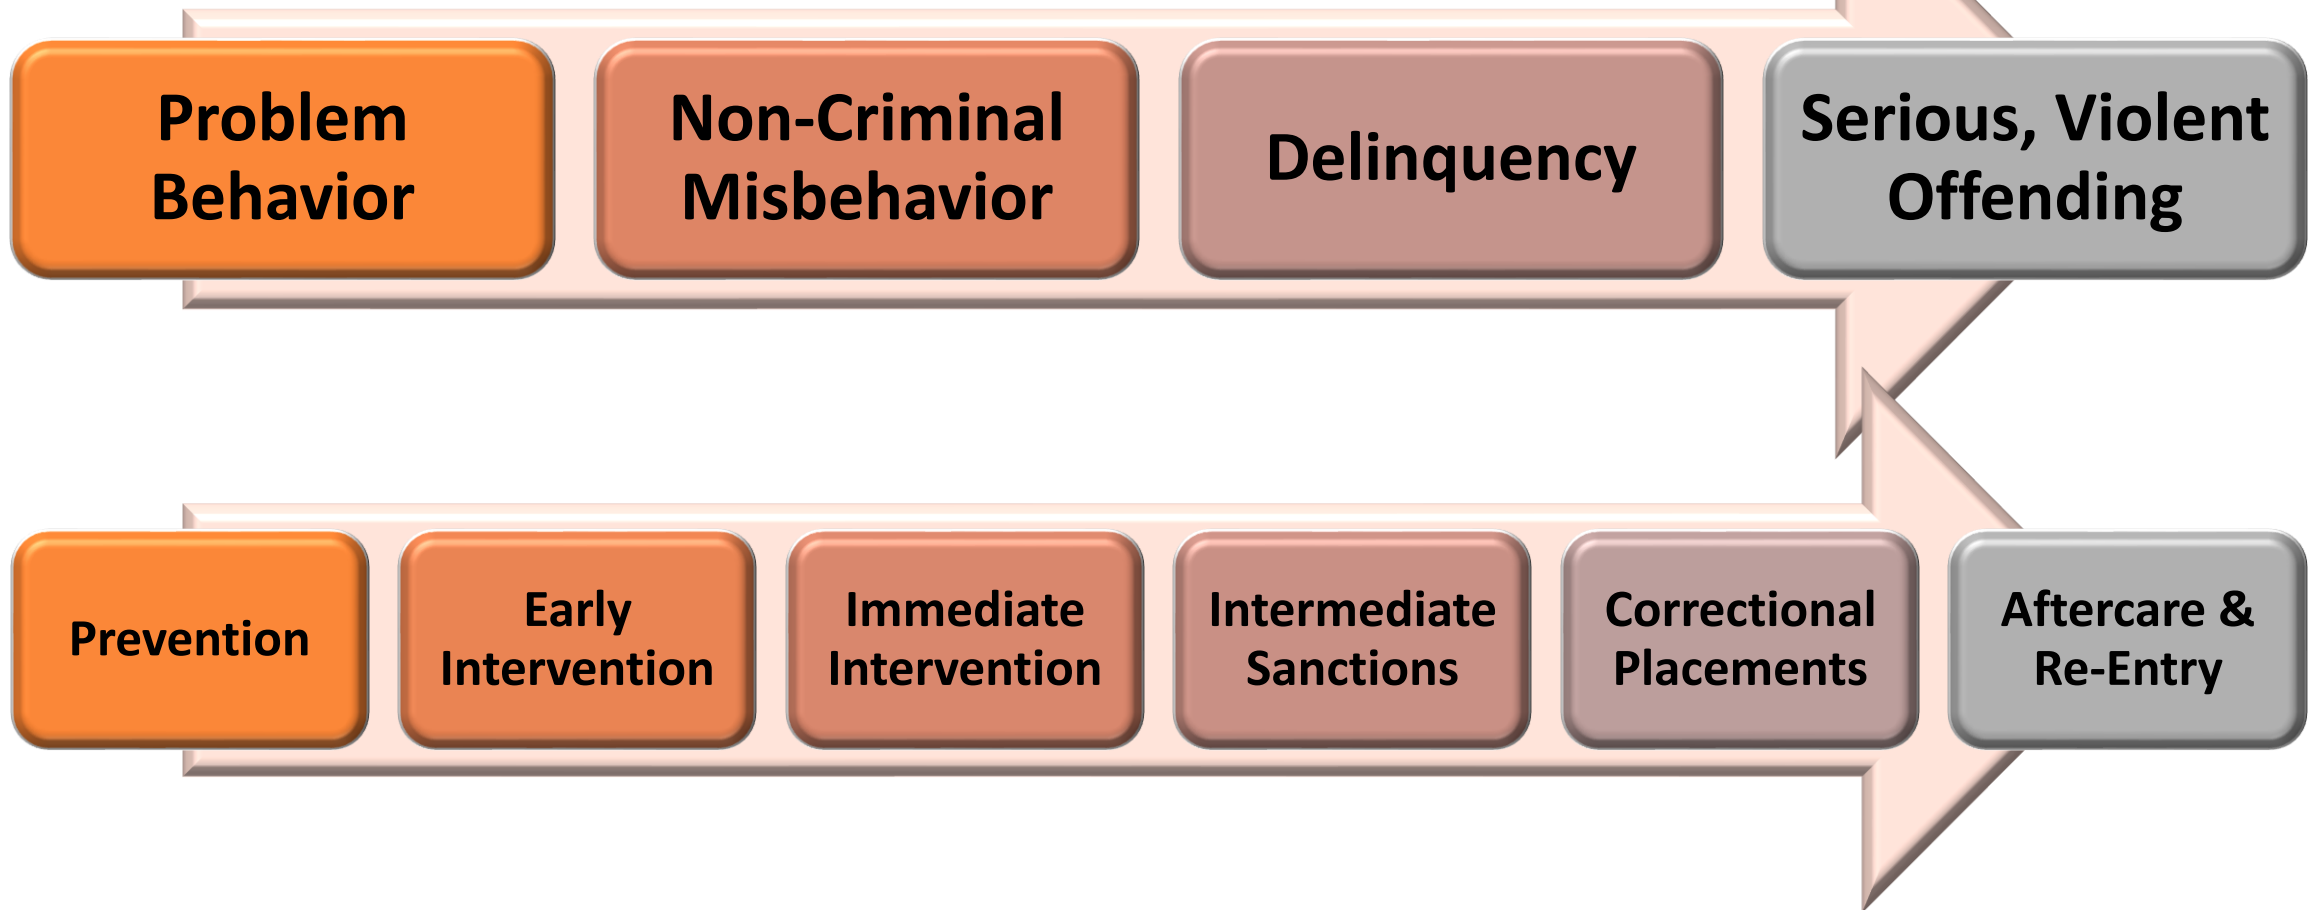 Problem
Behavior
Non-Criminal
Misbehavior
Delinquency
Serious, Violent
Offending
Prevention
Early
Intervention
Immediate
Intervention
Intermediate
Sanctions
Correctional
Placements
Aftercare &
Re-Entry